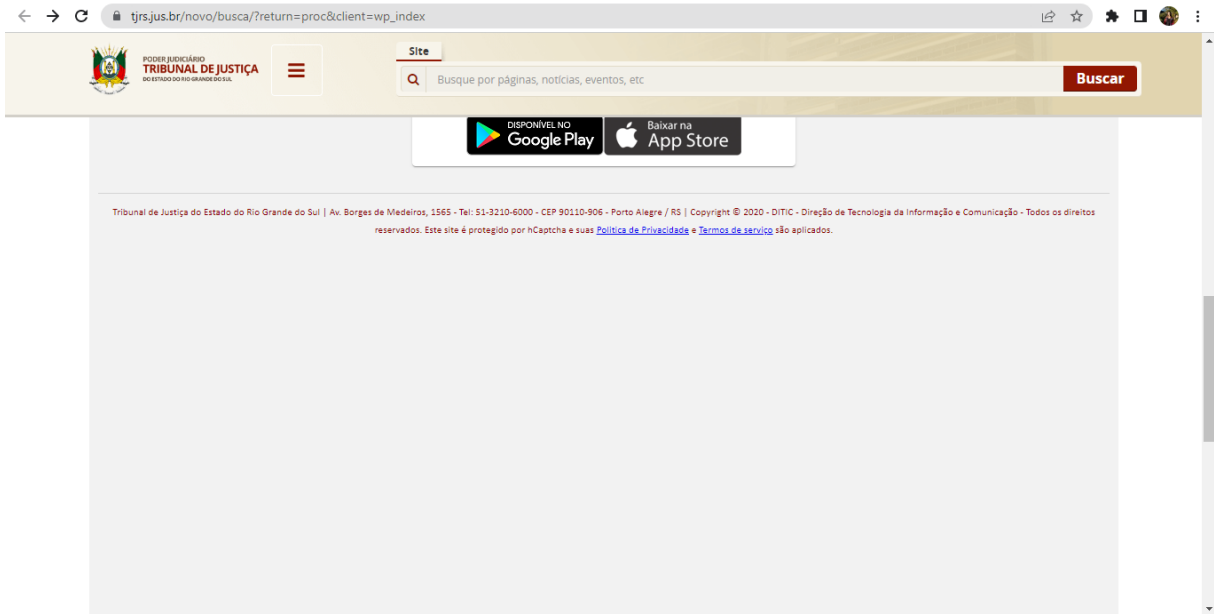 tjrs.jus.br/novo/busca/?return=proc&client=wp_index
PODER JUDICIÁRIO
TRIBUNAL DE JUSTIÇA
DO ESTADO DO RIO GRANDE DO SUL
Site
Busque por páginas, notícias, eventos, etc
Buscar
DISPONÍVEL NO
Google Play
Baixar na
App Store
Tribunal de Justiça do Estado do Rio Grande do Sul | Av. Borges de Medeiros, 1565 - Tel: 51-3210-6000 - CEP 90110-906 - Porto Alegre / RS | Copyright © 2020 - DITIC - Direção de Tecnologia da Informação e Comunicação - Todos os direitos
reservados. Este site é protegido por hCaptcha e suas Política de Privacidade e Termos de serviço são aplicados.